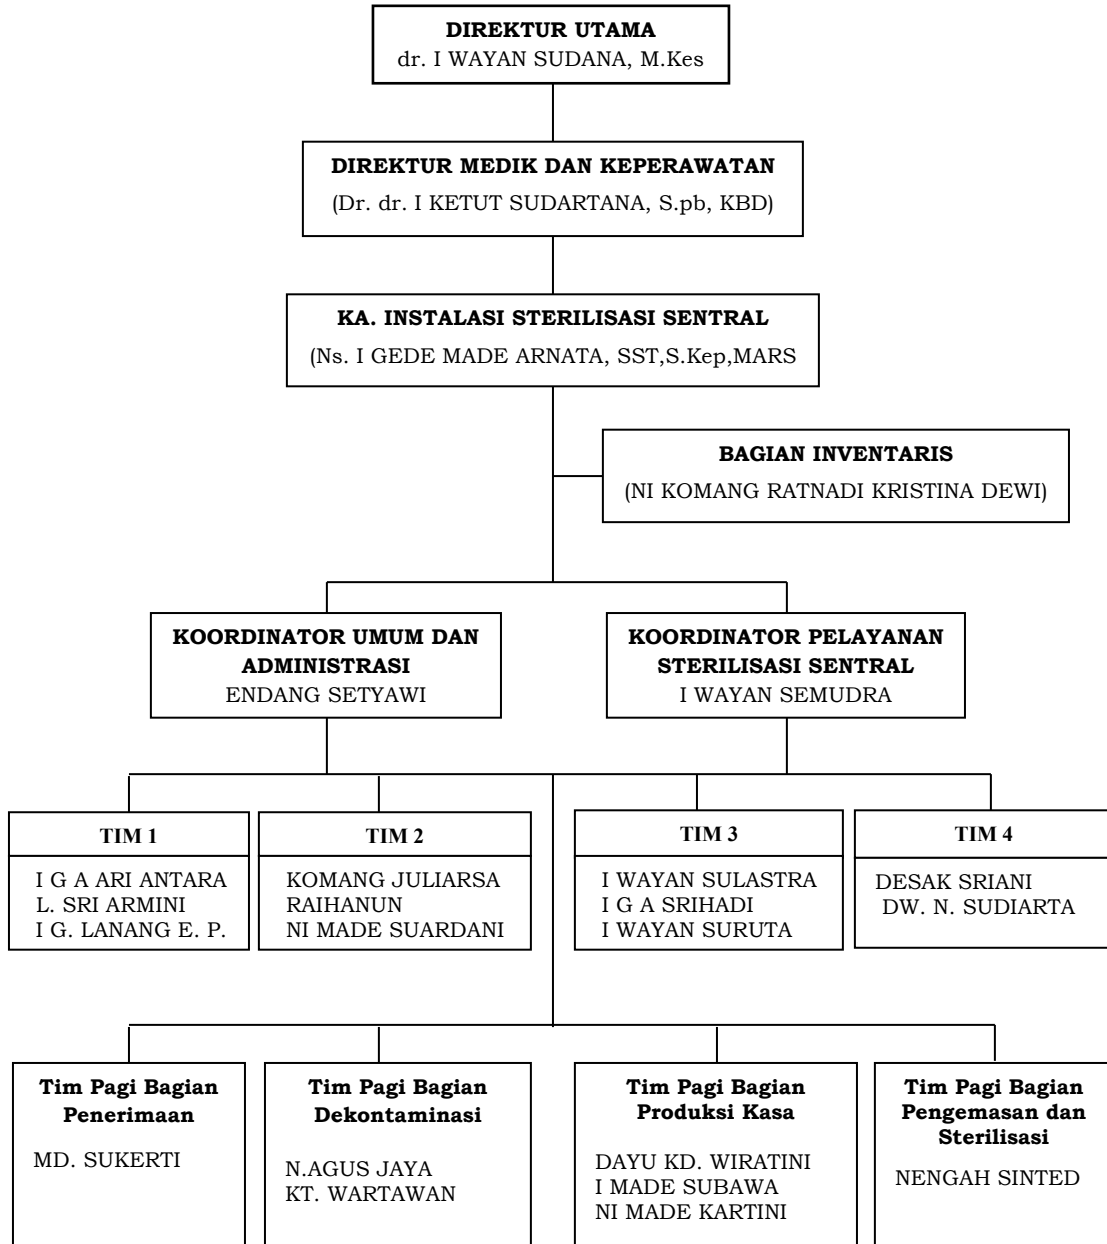 DIREKTUR UTAMA
dr. I WAYAN SUDANA, M.Kes
DIREKTUR MEDIK DAN KEPERAWATAN
(Dr. dr. I KETUT SUDARTANA, S.pb, KBD)
KA. INSTALASI STERILISASI SENTRAL
(Ns. I GEDE MADE ARNATA, SST,S.Kep,MARS
BAGIAN INVENTARIS
(NI KOMANG RATNADI KRISTINA DEWI)
KOORDINATOR UMUM DAN
ADMINISTRASI
ENDANG SETYAWI
KOORDINATOR PELAYANAN
STERILISASI SENTRAL
I WAYAN SEMUDRA
TIM 1
I G A ARI ANTARA
L. SRI ARMINI
I G. LANANG E. P.
TIM 2
KOMANG JULIARSA
RAIHANUN
NI MADE SUARDANI
TIM 3
I WAYAN SULASTRA
I G A SRIHADI
I WAYAN SURUTA
TIM 4
DESAK SRIANI
DW. N. SUDIARTA
Tim Pagi Bagian
Penerimaan
MD. SUKERTI
Tim Pagi Bagian
Dekontaminasi
N.AGUS JAYA
KT. WARTAWAN
Tim Pagi Bagian
Produksi Kasa
DAYU KD. WIRATINI
I MADE SUBAWA
NI MADE KARTINI
Tim Pagi Bagian
Pengemasan dan
Sterilisasi
NENGAH SINTED